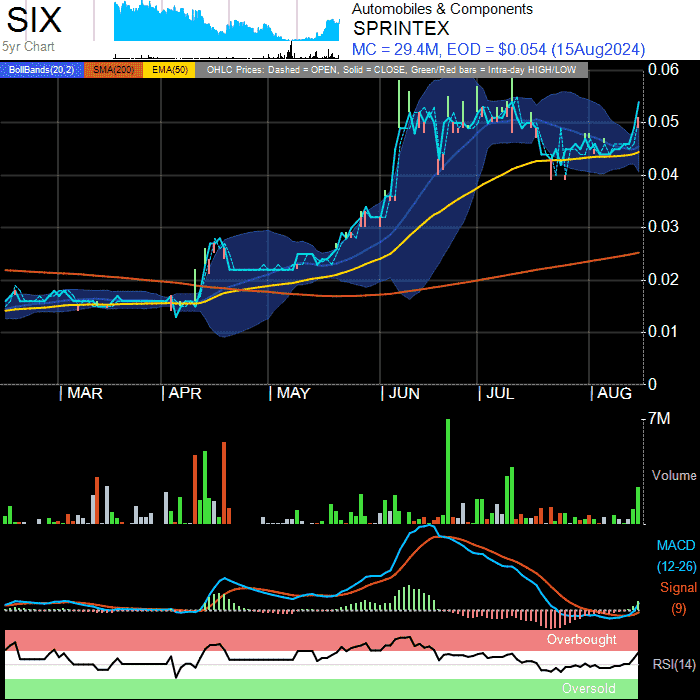 SIX
5yr Chart
Automobiles & Components
SPRINTEX
MC = 29.4M, EOD = $0.054 (15Aug2024)
BollBands(20,2) SMA(200) EMA(50) OHLC Prices: Dashed = OPEN, Solid = CLOSE, Green/Red bars = Intra-day HIGH/LOW
0.06
0.05
0.04
0.03
0.02
0.01
0
MAR APR MAY JUN JUL AUG
7M
Volume
MACD
(12-26)
Signal
(9)
Overbought
RSI(14)
Oversold